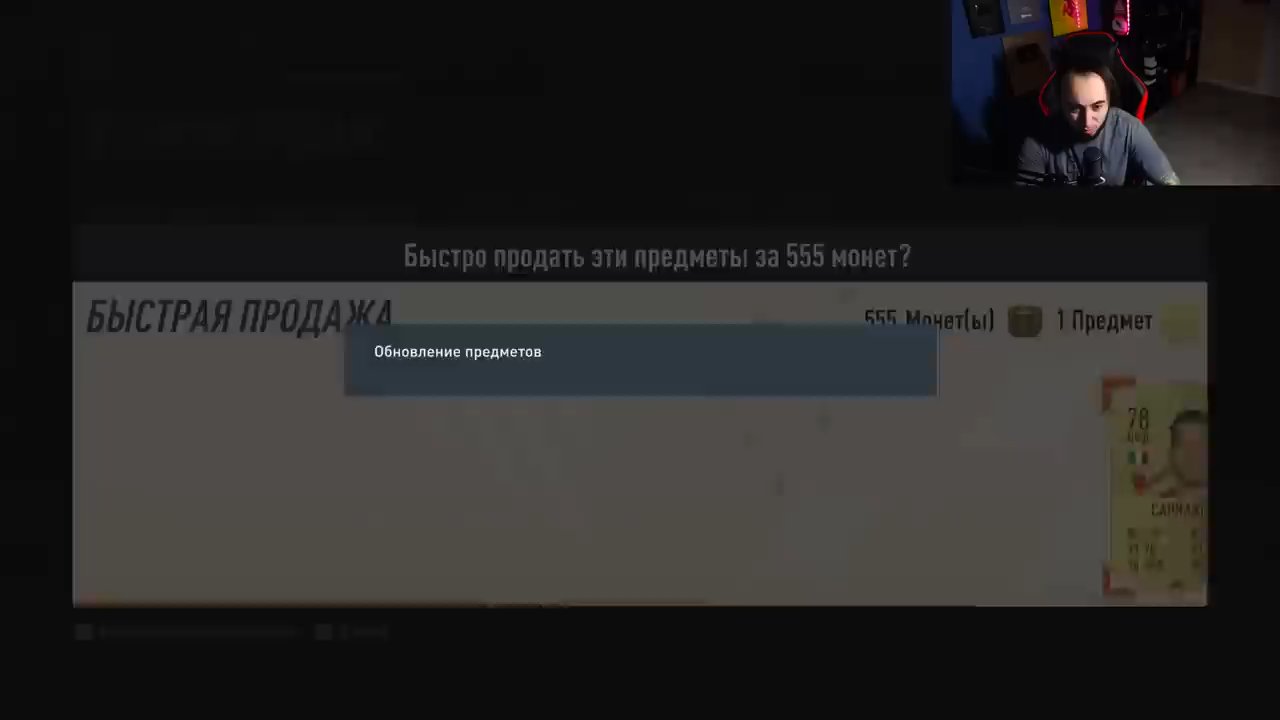 Быстро продать эти предметы за 555 монет?
БЫСТРАЯ ПРОДАЖА
555 Монет(ы) 1 Предмет
Обновление предметов
78